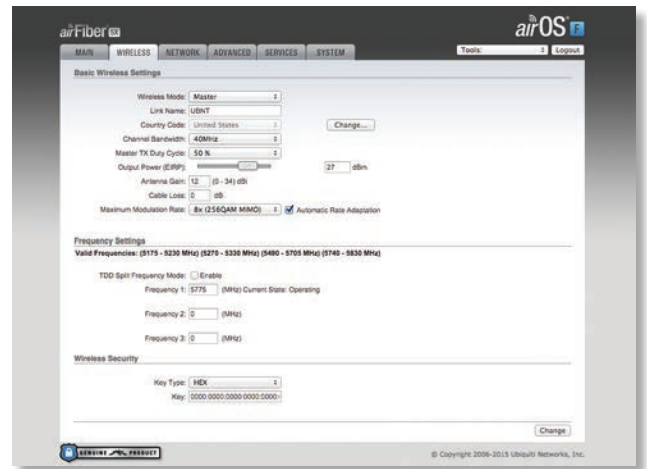 airFiber 5X
airOS F
MAIN WIRELESS NETWORK ADVANCED SERVICES SYSTEM Tools: Logout
Basic Wireless Settings
Wireless Mode: Master
Link Name: UBNT
Country Code: United States Change...
Channel Bandwidth: 40MHz
Master TX Duty Cycle: 50 %
Output Power (EIRP): 27 dBm
Antenna Gain: 12 (0 - 34) dBi
Cable Loss: 0 dB
Maximum Modulation Rate: 8x (256QAM MIMO) Automatic Rate Adaptation
Frequency Settings
Valid Frequencies: (5175 - 5230 MHz) (5270 - 5330 MHz) (5490 - 5705 MHz) (5740 - 5830 MHz)
TDD Split Frequency Mode: Enable
Frequency 1: 5775 (MHz) Current State: Operating
Frequency 2: 0 (MHz)
Frequency 3: 0 (MHz)
Wireless Security
Key Type: HEX
Key: 0000:0000:0000:0000:0000:
Change
GENUINE PRODUCT
© Copyright 2006-2015 Ubiquiti Networks, Inc.